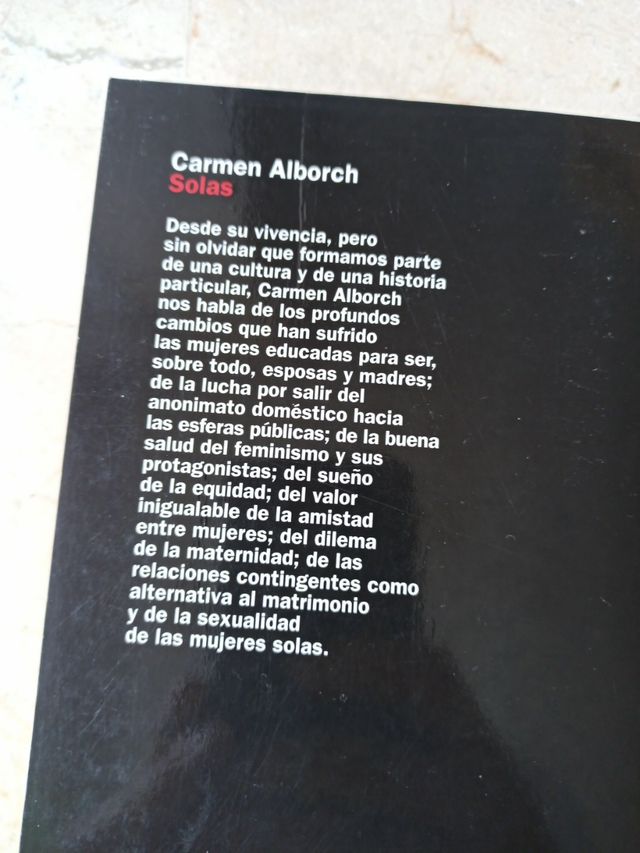 Carmen Alborch
Solas
Desde su vivencia, pero
sin olvidar que formamos parte
de una cultura y de una historia
particular, Carmen Alborch
nos habla de los profundos
cambios que han sufrido
las mujeres educadas para ser,
sobre todo, esposas y madres;
de la lucha por salir del
anonimato doméstico hacia
las esferas públicas; de la buena
salud del feminismo y sus
protagonistas; del sueño
de la equidad; del valor
inigualable de la amistad
entre mujeres; del dilema
de la maternidad; de las
relaciones contingentes como
alternativa al matrimonio
y de la sexualidad
de las mujeres solas.